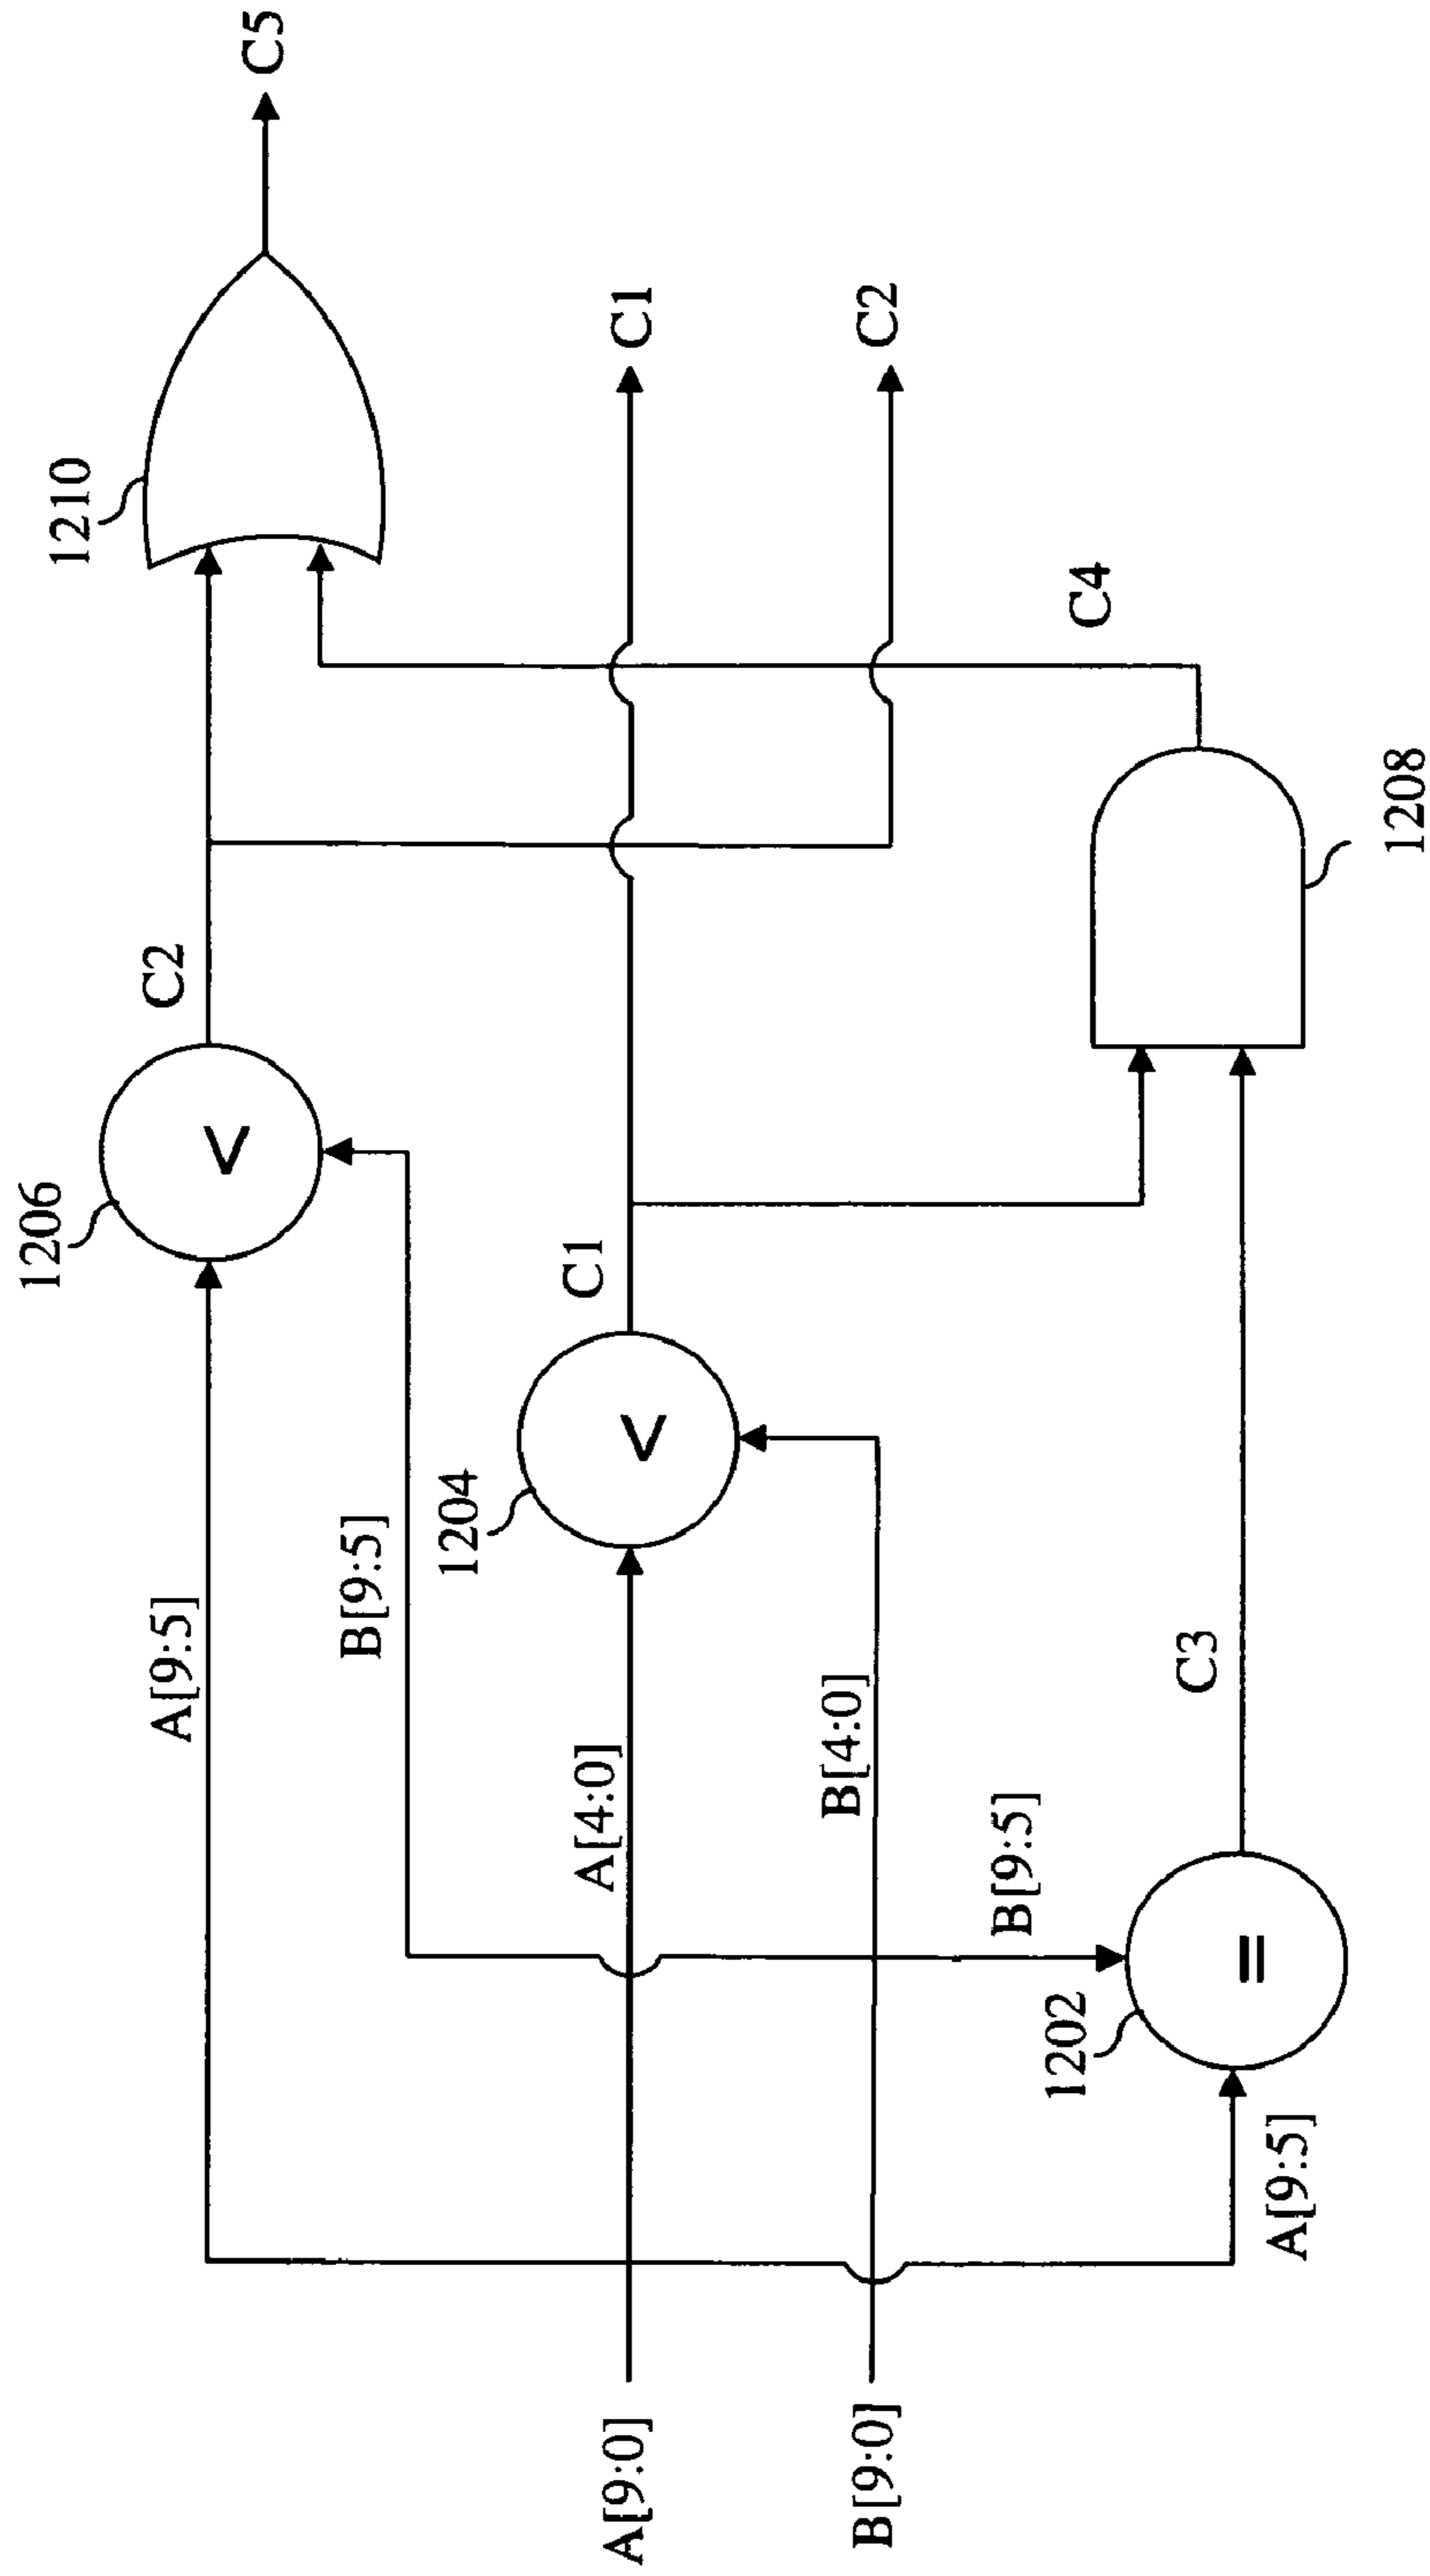 1206
1210
A[9:5]
C2
<
C5
B[9:5]
1204
A[4:0]
C1
A[9:0]
<
C1
B[4:0]
B[9:0]
C2
B[9:5]
1202
C4
C3
=
A[9:5]
1208